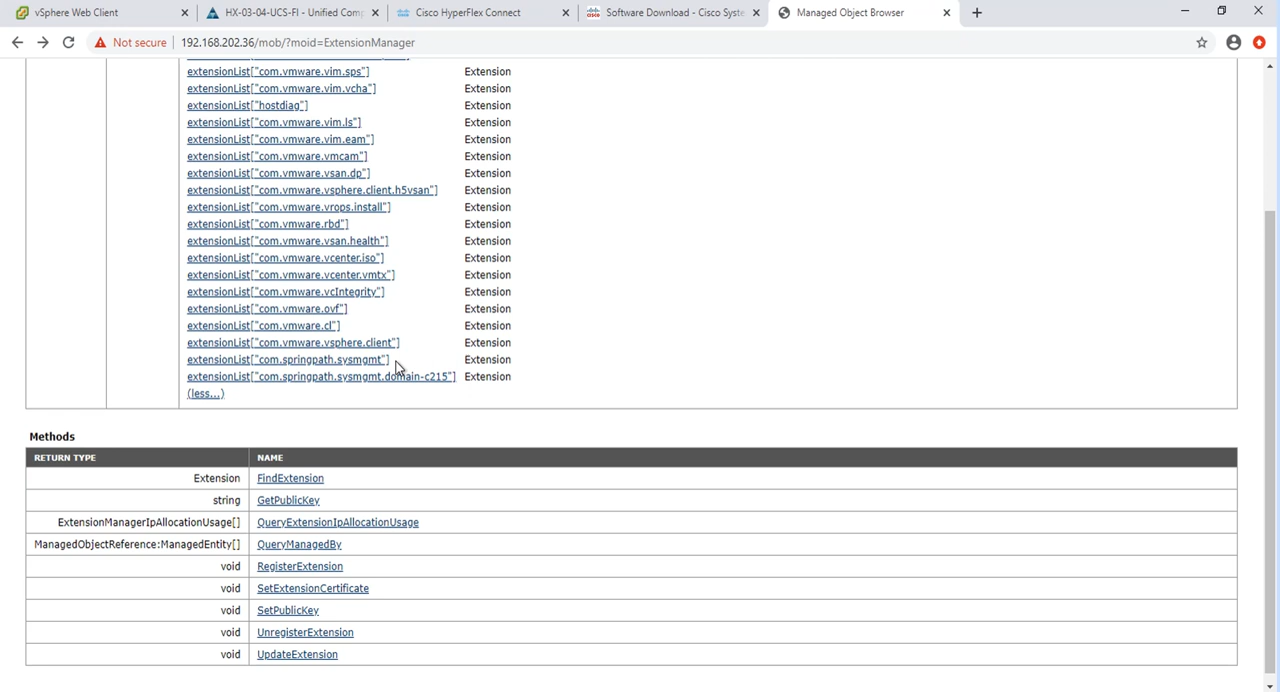 vSphere Web Client
HX-03-04-UCS-FI - Unified Comp
Cisco HyperFlex Connect
Software Download - Cisco Syste
Managed Object Browser
Not secure | 192.168.202.36/mob/?moid=ExtensionManager
extensionList["com.vmware.vim.sps"] Extension
extensionList["com.vmware.vim.vcha"] Extension
extensionList["hostdiag"] Extension
extensionList["com.vmware.vim.ls"] Extension
extensionList["com.vmware.vim.eam"] Extension
extensionList["com.vmware.vmcam"] Extension
extensionList["com.vmware.vsan.dp"] Extension
extensionList["com.vmware.vsphere.client.h5vsan"] Extension
extensionList["com.vmware.vrops.install"] Extension
extensionList["com.vmware.rbd"] Extension
extensionList["com.vmware.vsan.health"] Extension
extensionList["com.vmware.vcenter.iso"] Extension
extensionList["com.vmware.vcenter.vmtx"] Extension
extensionList["com.vmware.vcIntegrity"] Extension
extensionList["com.vmware.ovf"] Extension
extensionList["com.vmware.cl"] Extension
extensionList["com.vmware.vsphere.client"] Extension
extensionList["com.springpath.sysmgmt"] Extension
extensionList["com.springpath.sysmgmt.domain-c215"] Extension
(less...)
Methods
RETURN TYPE NAME
Extension FindExtension
string GetPublicKey
ExtensionManagerIpAllocationUsage[] QueryExtensionIpAllocationUsage
ManagedObjectReference:ManagedEntity[] QueryManagedBy
void RegisterExtension
void SetExtensionCertificate
void SetPublicKey
void UnregisterExtension
void UpdateExtension